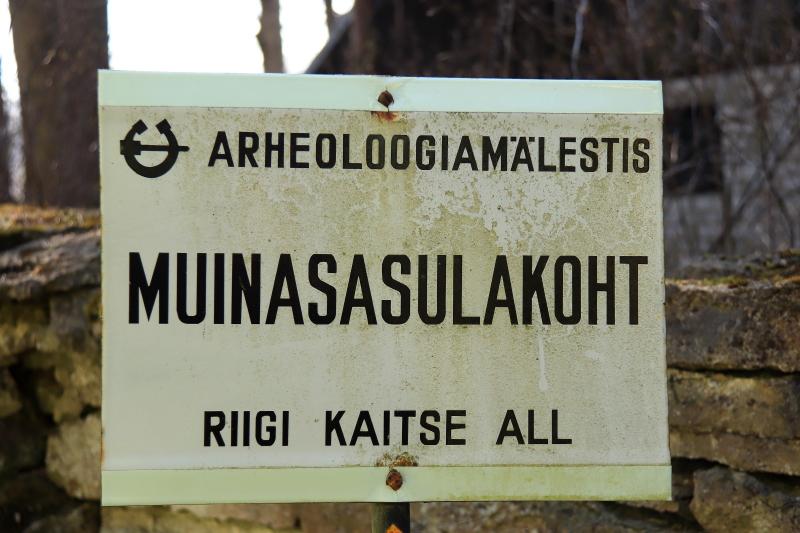 ARHEOLOOGIAMÄLESTIS
MUINASASULAKOHT
RIIGI KAITSE ALL